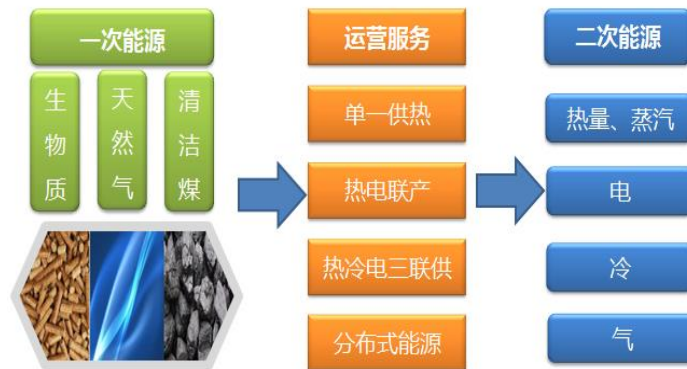 一次能源
生物质
天然气
清洁煤
运营服务
单一供热
热电联产
热冷电三联供
分布式能源
二次能源
热量、蒸汽
电
冷
气